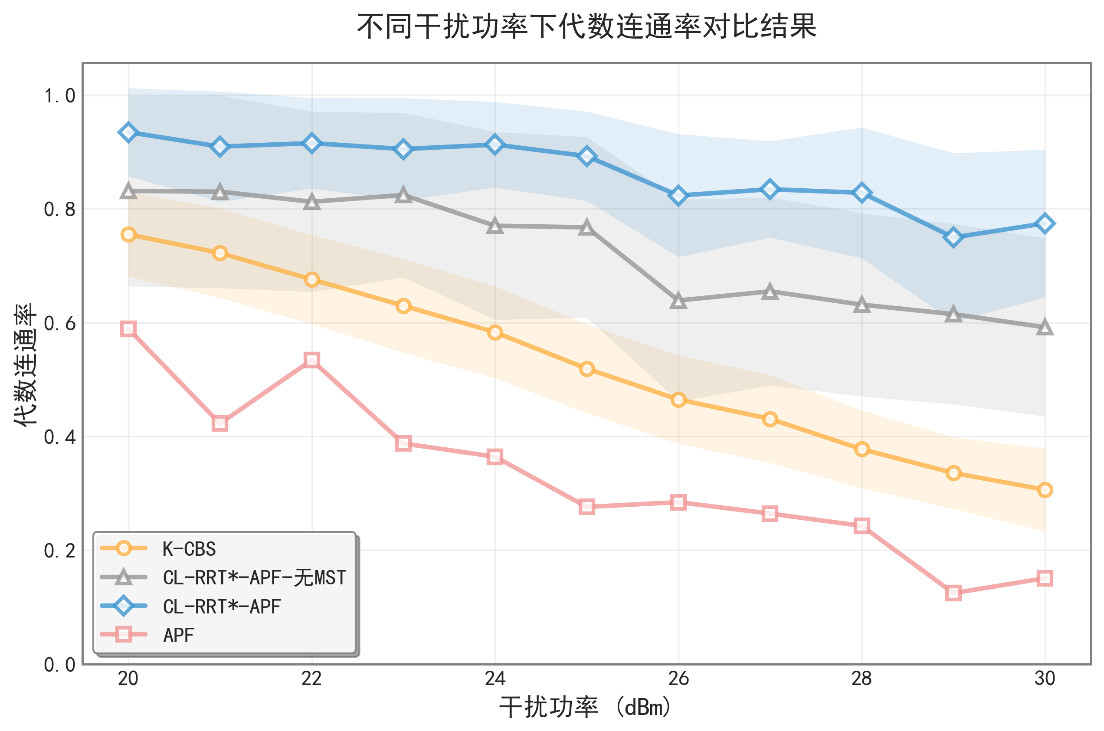 不同干扰功率下代数连通率对比结果
代数连通率
1.0
0.8
0.6
0.4
0.2
0.0
K-CBS
CL-RRT*-APF-无MST
CL-RRT*-APF
APF
20 22 24 26 28 30
干扰功率 (dBm)